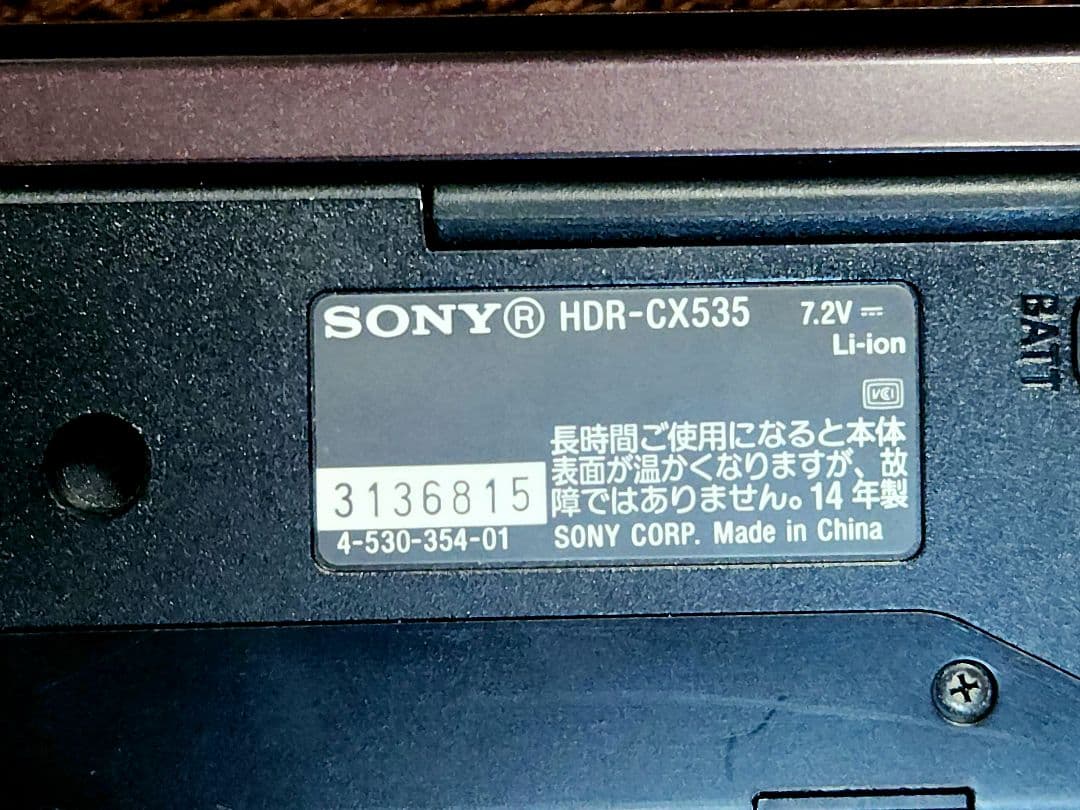 SONY® HDR-CX535 7.2V ⎓
Li-ion
VCI
長時間ご使用になると本体
表面が温かくなりますが、故
障ではありません。14年製
3136815
4-530-354-01 SONY CORP. Made in China
BATT